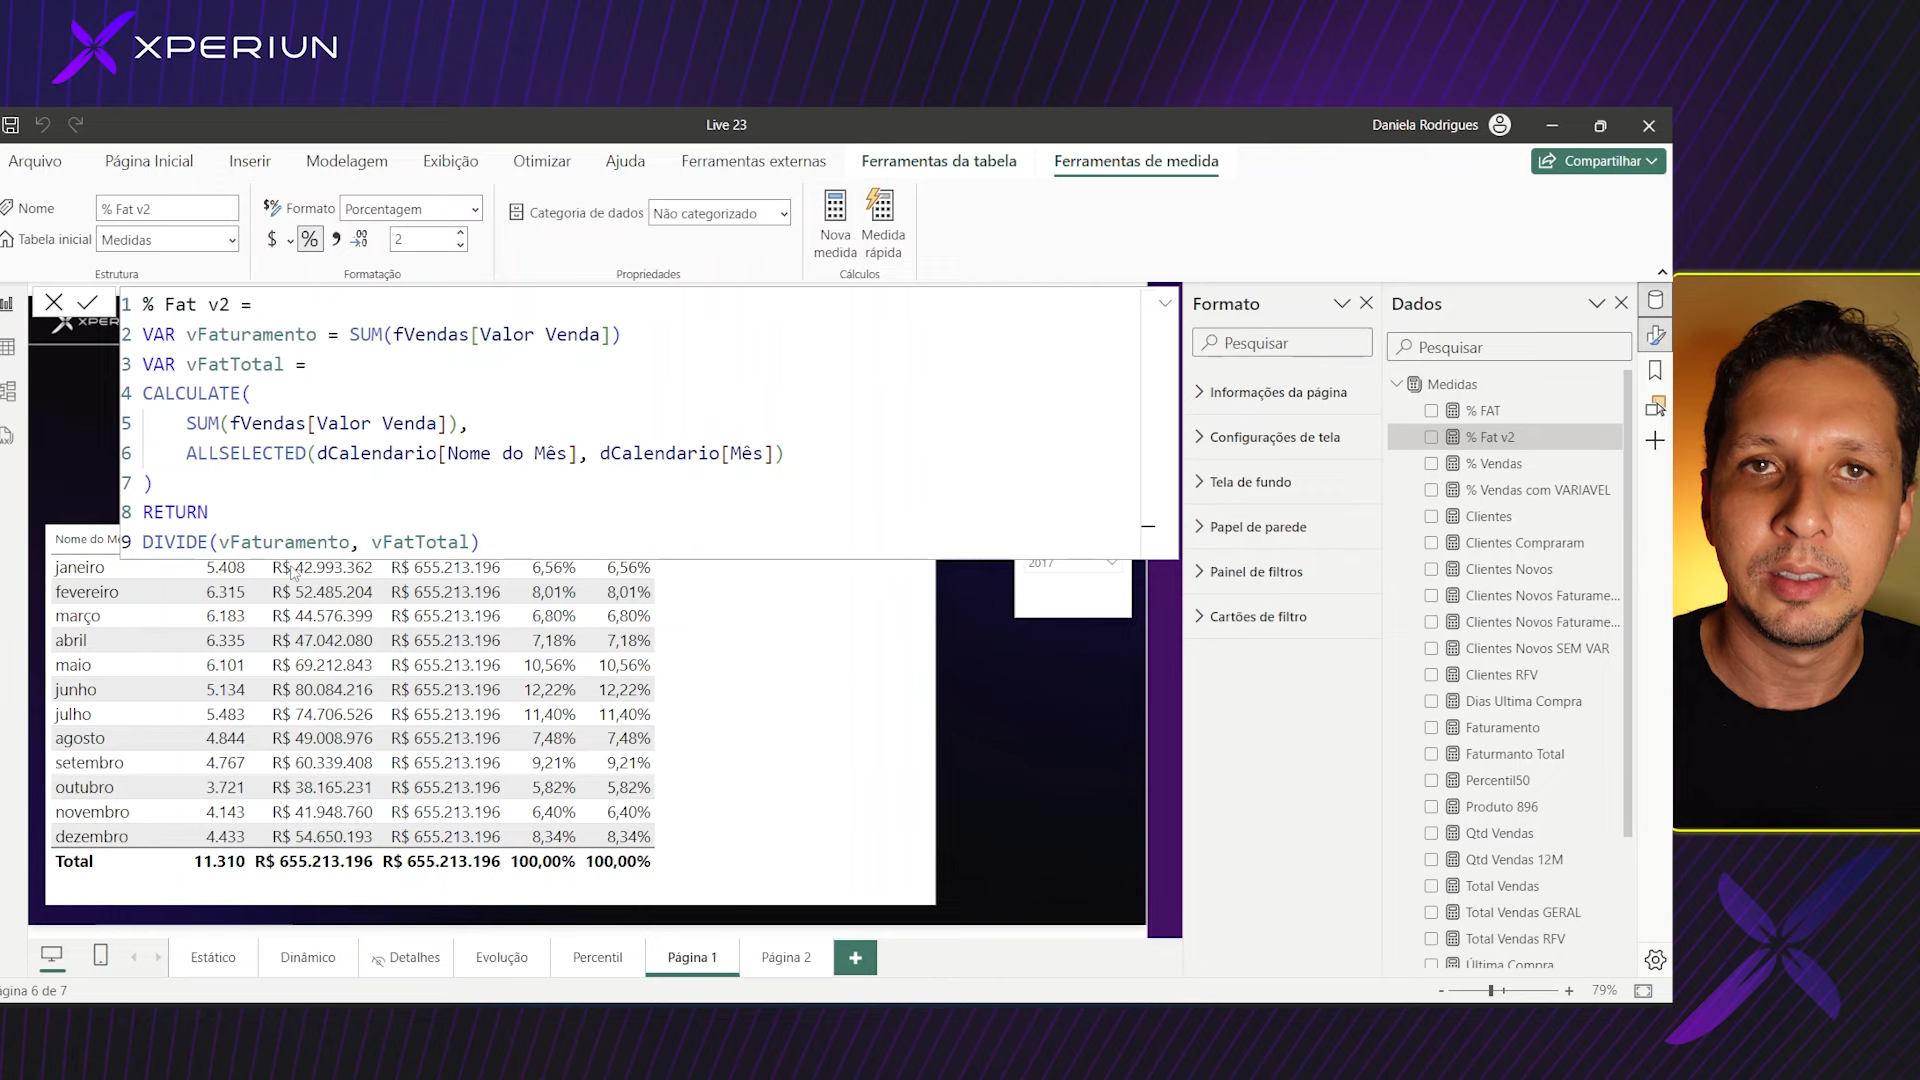 XPERIUN
Live 23
Daniela Rodrigues
Arquivo
Página Inicial
Inserir
Modelagem
Exibição
Otimizar
Ajuda
Ferramentas externas
Ferramentas da tabela
Ferramentas de medida
Compartilhar
Nome
% Fat v2
Tabela inicial
Medidas
Estrutura
$% Formato
Porcentagem
$
%
2
Formatação
Categoria de dados
Não categorizado
Propriedades
Nova medida
Medida rápida
Cálculos
1 % Fat v2 =
2 VAR vFaturamento = SUM(fVendas[Valor Venda])
3 VAR vFatTotal =
4 CALCULATE(
5 SUM(fVendas[Valor Venda]),
6 ALLSELECTED(dCalendario[Nome do Mês], dCalendario[Mês])
7 )
8 RETURN
9 DIVIDE(vFaturamento, vFatTotal)
Nome do
janeiro 5.408 R$ 42.993.362 R$ 655.213.196 6,56% 6,56%
fevereiro 6.315 R$ 52.485.204 R$ 655.213.196 8,01% 8,01%
março 6.183 R$ 44.576.399 R$ 655.213.196 6,80% 6,80%
abril 6.335 R$ 47.042.080 R$ 655.213.196 7,18% 7,18%
maio 6.101 R$ 69.212.843 R$ 655.213.196 10,56% 10,56%
junho 5.134 R$ 80.084.216 R$ 655.213.196 12,22% 12,22%
julho 5.483 R$ 74.706.526 R$ 655.213.196 11,40% 11,40%
agosto 4.844 R$ 49.008.976 R$ 655.213.196 7,48% 7,48%
setembro 4.767 R$ 60.339.408 R$ 655.213.196 9,21% 9,21%
outubro 3.721 R$ 38.165.231 R$ 655.213.196 5,82% 5,82%
novembro 4.143 R$ 41.948.760 R$ 655.213.196 6,40% 6,40%
dezembro 4.433 R$ 54.650.193 R$ 655.213.196 8,34% 8,34%
Total 11.310 R$ 655.213.196 R$ 655.213.196 100,00% 100,00%
2017
Formato
Pesquisar
Informações da página
Configurações de tela
Tela de fundo
Papel de parede
Painel de filtros
Cartões de filtro
Dados
Pesquisar
Medidas
% FAT
% Fat v2
% Vendas
% Vendas com VARIAVEL
Clientes
Clientes Compraram
Clientes Novos
Clientes Novos Faturame...
Clientes Novos Faturame...
Clientes Novos SEM VAR
Clientes RFV
Dias Ultima Compra
Faturamento
Faturmanto Total
Percentil50
Produto 896
Qtd Vendas
Qtd Vendas 12M
Total Vendas
Total Vendas GERAL
Total Vendas RFV
Última Compra
Estático
Dinâmico
Detalhes
Evolução
Percentil
Página 1
Página 2
ágina 6 de 7
79%